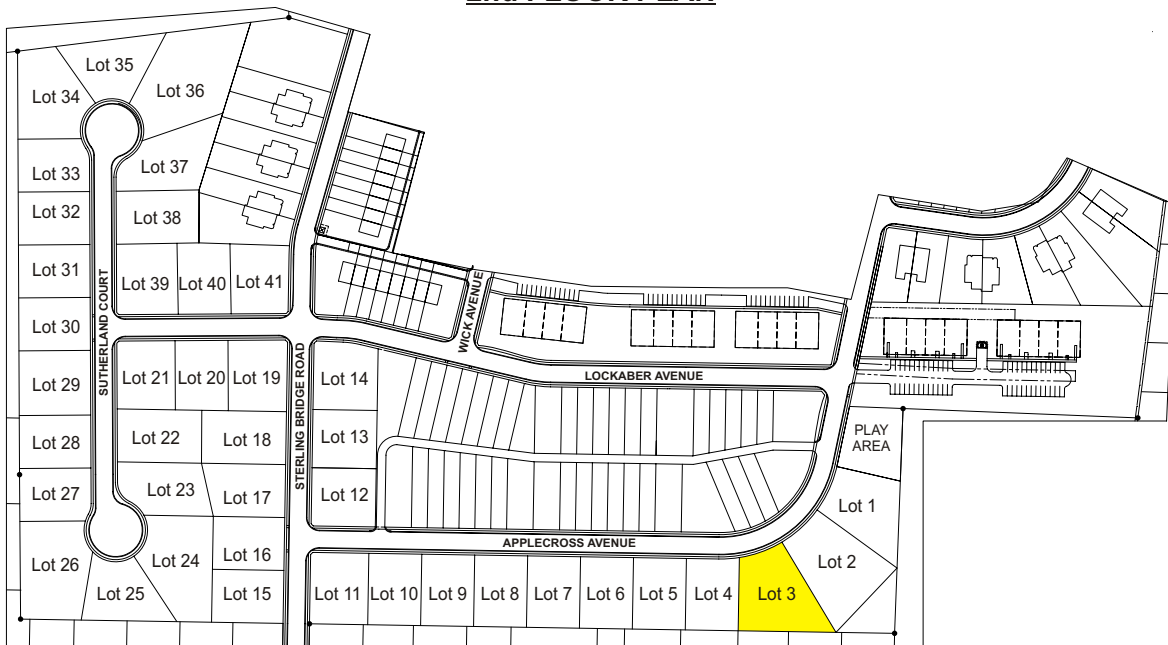 Lot 35
Lot 34
Lot 36
Lot 33
Lot 37
Lot 32
Lot 38
Lot 31
Lot 39
Lot 40
Lot 41
SUTHERLAND COURT
WICK AVENUE
Lot 30
Lot 29
Lot 21
Lot 20
Lot 19
STERLING BRIDGE ROAD
Lot 14
LOCKABER AVENUE
Lot 28
Lot 22
Lot 18
Lot 13
PLAY
AREA
Lot 27
Lot 23
Lot 17
Lot 12
Lot 1
APPLECROSS AVENUE
Lot 26
Lot 24
Lot 16
Lot 2
Lot 25
Lot 15
Lot 11
Lot 10
Lot 9
Lot 8
Lot 7
Lot 6
Lot 5
Lot 4
Lot 3